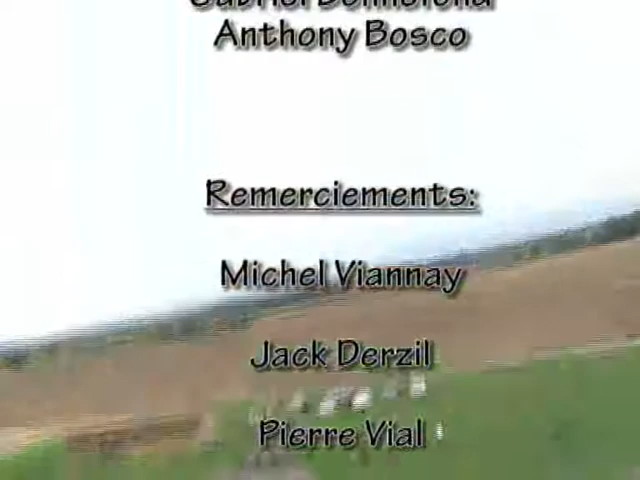 Anthony Bosco
Remerciements:
Michel Viannay
Jack Derzil
Pierre Vial